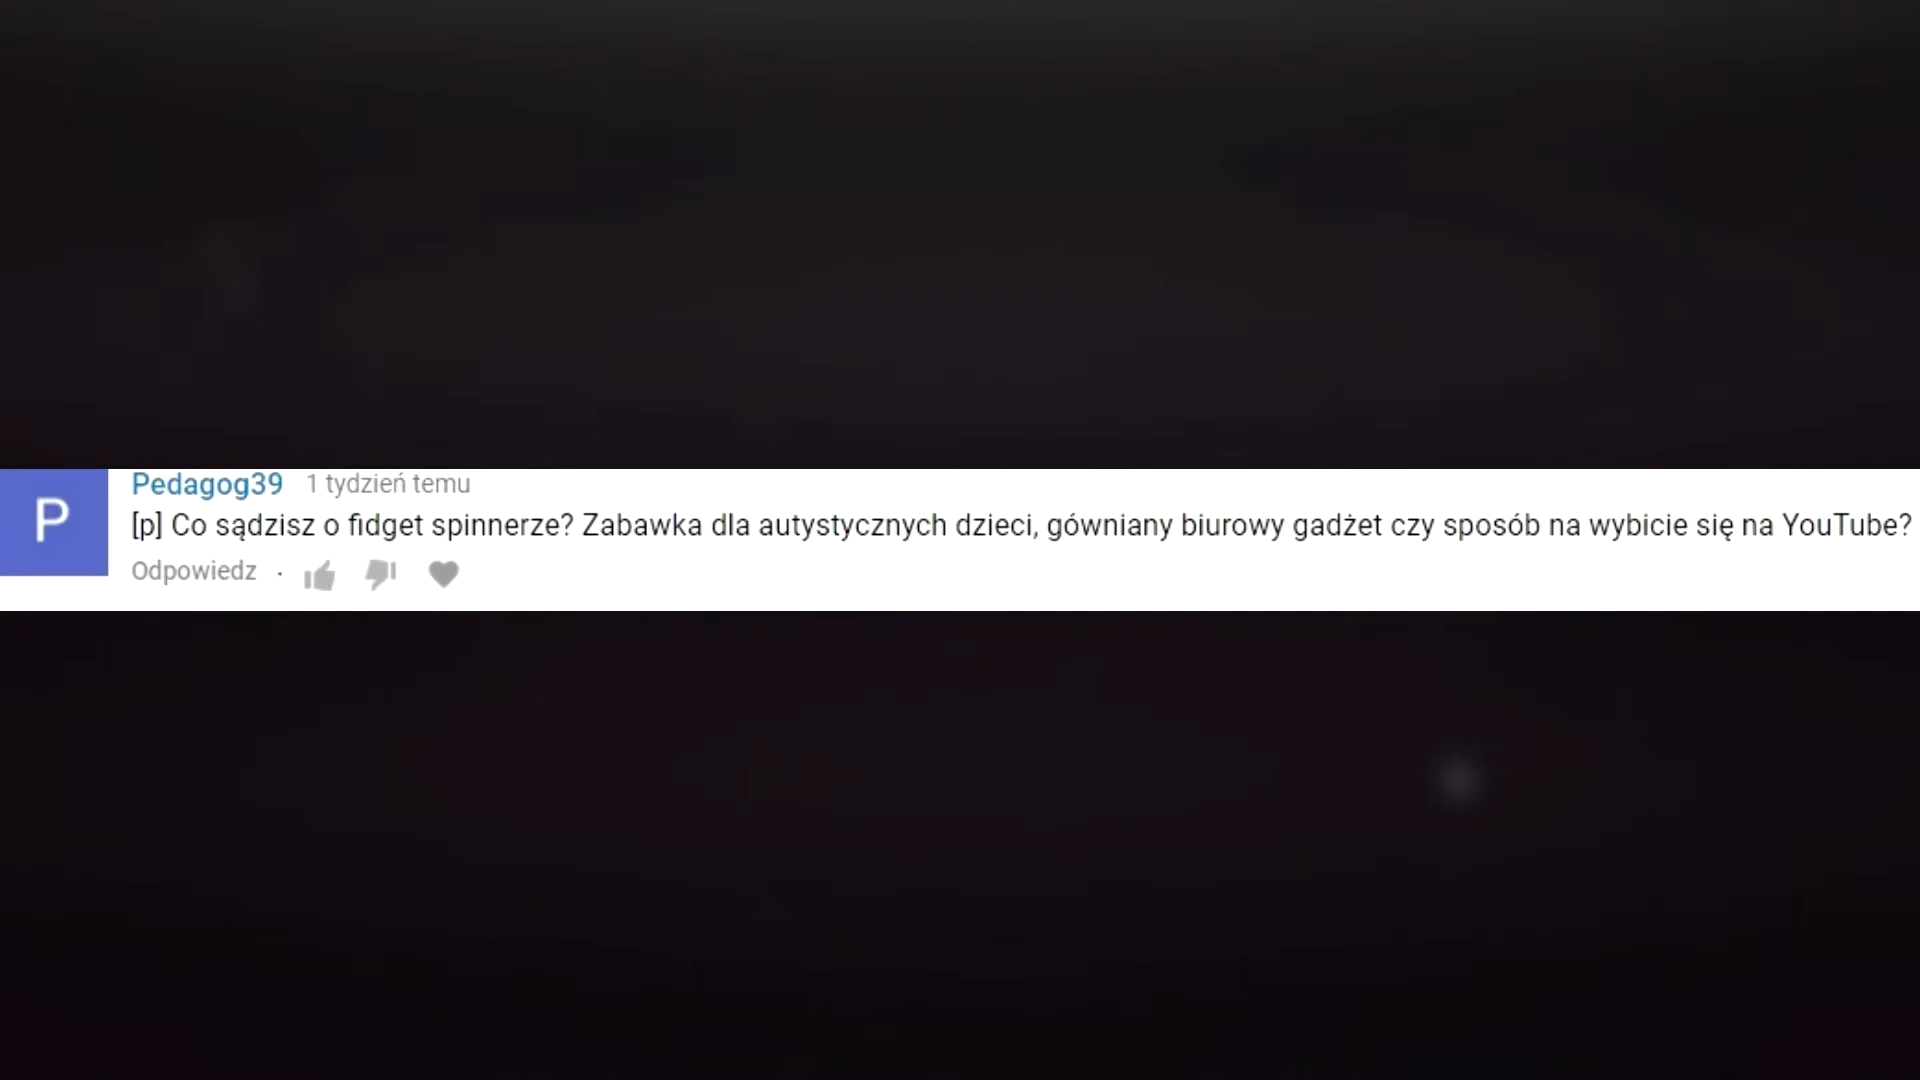 P
Pedagog39 1 tydzień temu
[p] Co sądzisz o fidget spinnerze? Zabawka dla autystycznych dzieci, gówniany biurowy gadżet czy sposób na wybicie się na YouTube?
Odpowiedz ·